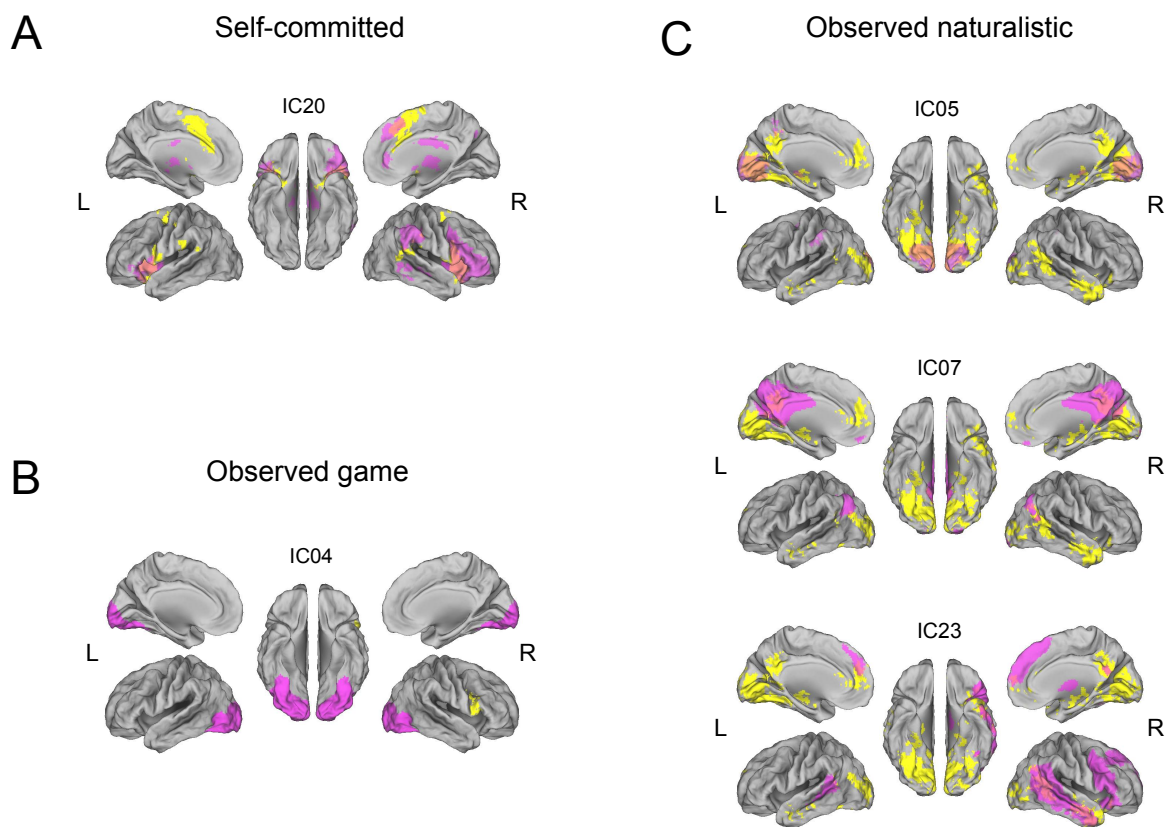 A
Self-committed
IC20
L
R
B
Observed game
IC04
L
R
C
Observed naturalistic
IC05
L
R
IC07
L
R
IC23
L
R